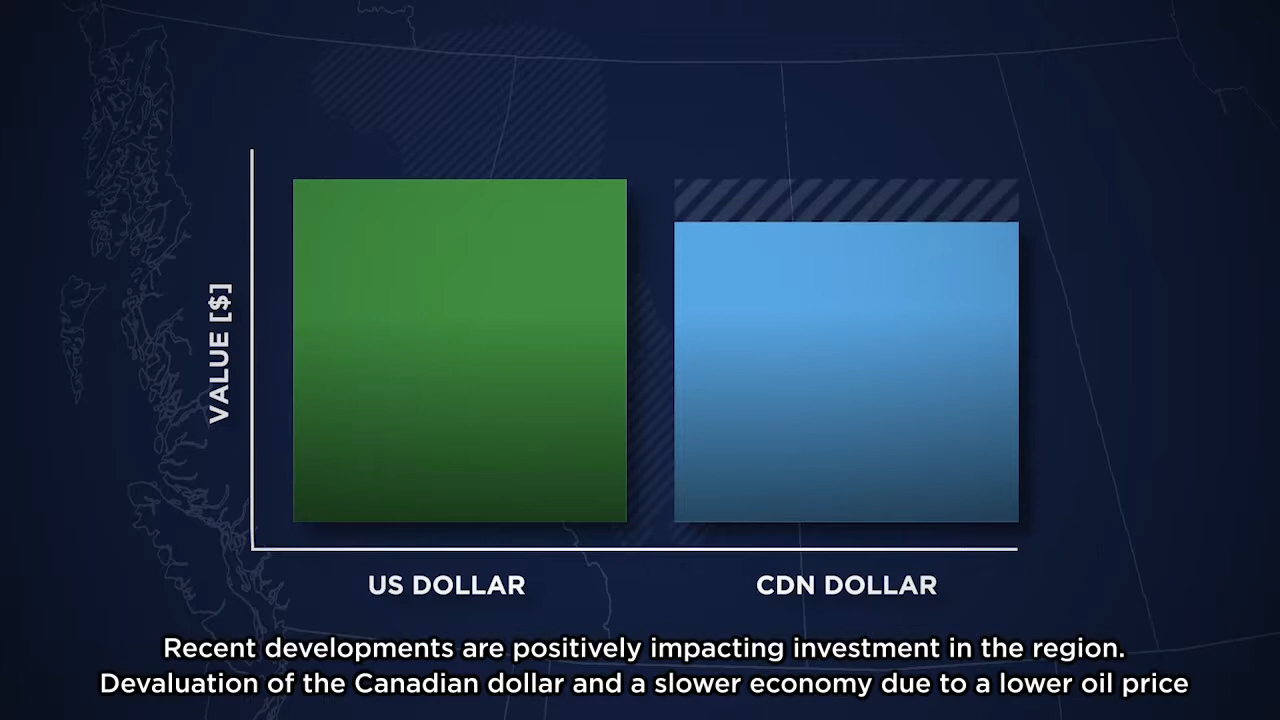 VALUE [$]
US DOLLAR
CDN DOLLAR
Recent developments are positively impacting investment in the region.
Devaluation of the Canadian dollar and a slower economy due to a lower oil price